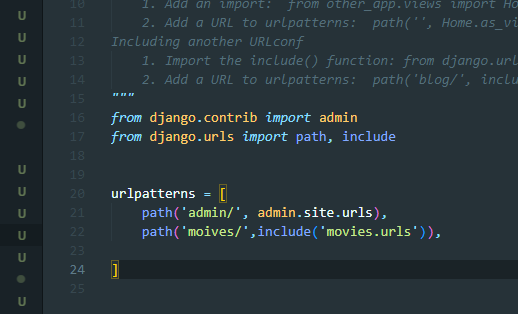 U
10 1. Add an import: from other_app.views import Ho
11 2. Add a URL to urlpatterns: path('', Home.as_vi
U
12 Including another URLconf
U
13 1. Import the include() function: from django.url
U
14 2. Add a URL to urlpatterns: path('blog/', inclu
U
15 """
16 from django.contrib import admin
17 from django.urls import path, include
18
U
19
U
20 urlpatterns = [
U
21 path('admin/', admin.site.urls),
U
22 path('moives/',include('movies.urls')),
U
23
24 ]
25
U